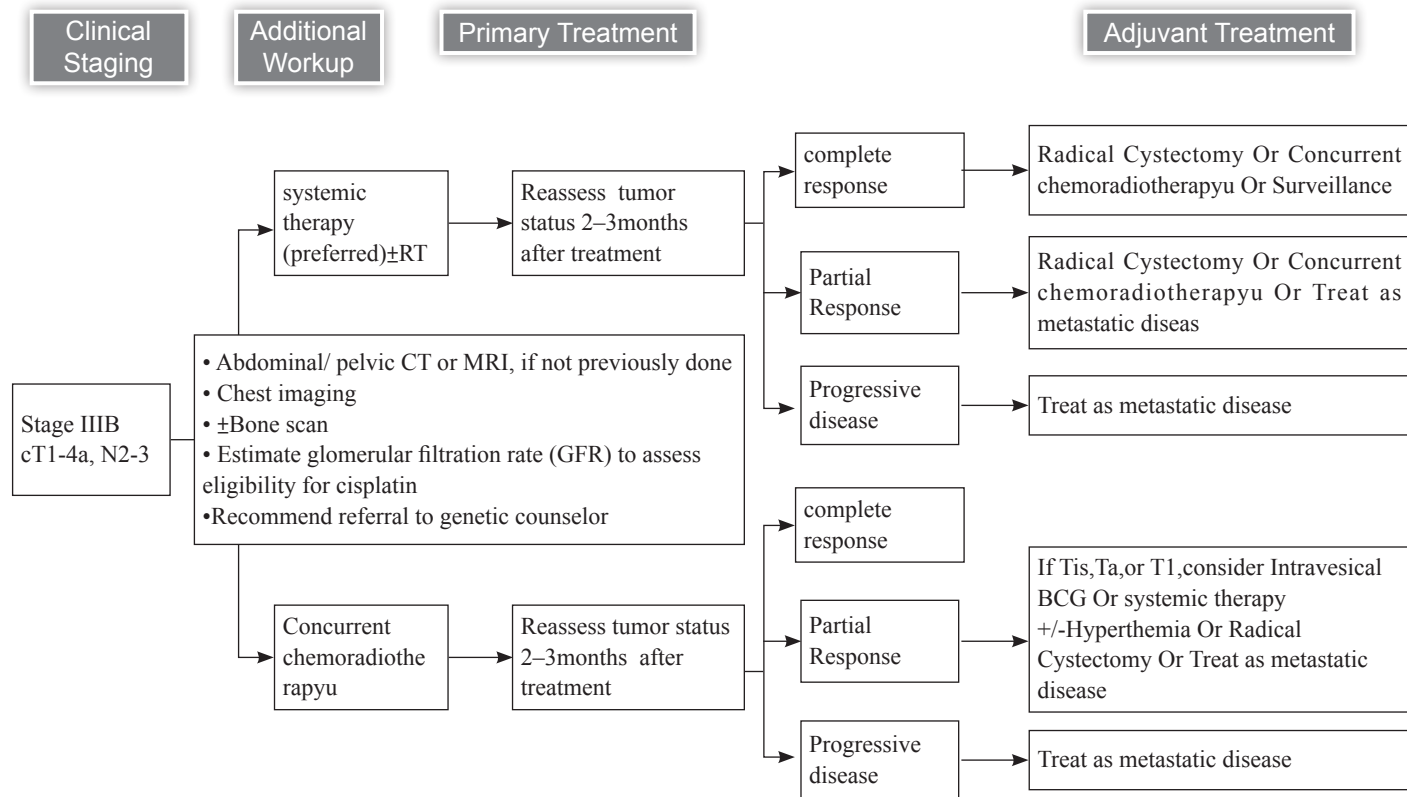 Clinical
Staging
Additional
Workup
Primary Treatment
Adjuvant Treatment
Stage IIIB
cT1-4a, N2-3
• Abdominal/ pelvic CT or MRI, if not previously done
• Chest imaging
• ±Bone scan
• Estimate glomerular filtration rate (GFR) to assess
eligibility for cisplatin
•Recommend referral to genetic counselor
systemic
therapy
(preferred)±RT
Reassess tumor
status 2–3months
after treatment
complete
response
Radical Cystectomy Or Concurrent
chemoradiotherapyu Or Surveillance
Partial
Response
Radical Cystectomy Or Concurrent
chemoradiotherapyu Or Treat as
metastatic diseas
Progressive
disease
Treat as metastatic disease
Concurrent
chemoradiothe
rapyu
Reassess tumor status
2–3months after
treatment
complete
response
Partial
Response
If Tis,Ta,or T1,consider Intravesical
BCG Or systemic therapy
+/-Hyperthemia Or Radical
Cystectomy Or Treat as metastatic
disease
Progressive
disease
Treat as metastatic disease